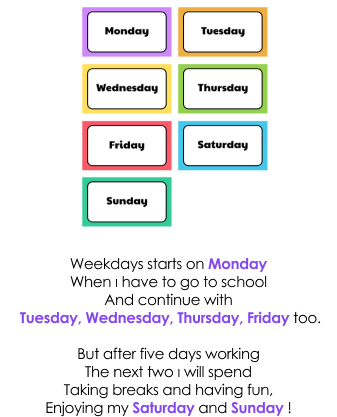 Monday
Tuesday
Wednesday
Thursday
Friday
Saturday
Sunday
Weekdays starts on Monday
When ı have to go to school
And continue with
Tuesday, Wednesday, Thursday, Friday too.
But after five days working
The next two ı will spend
Taking breaks and having fun,
Enjoying my Saturday and Sunday !